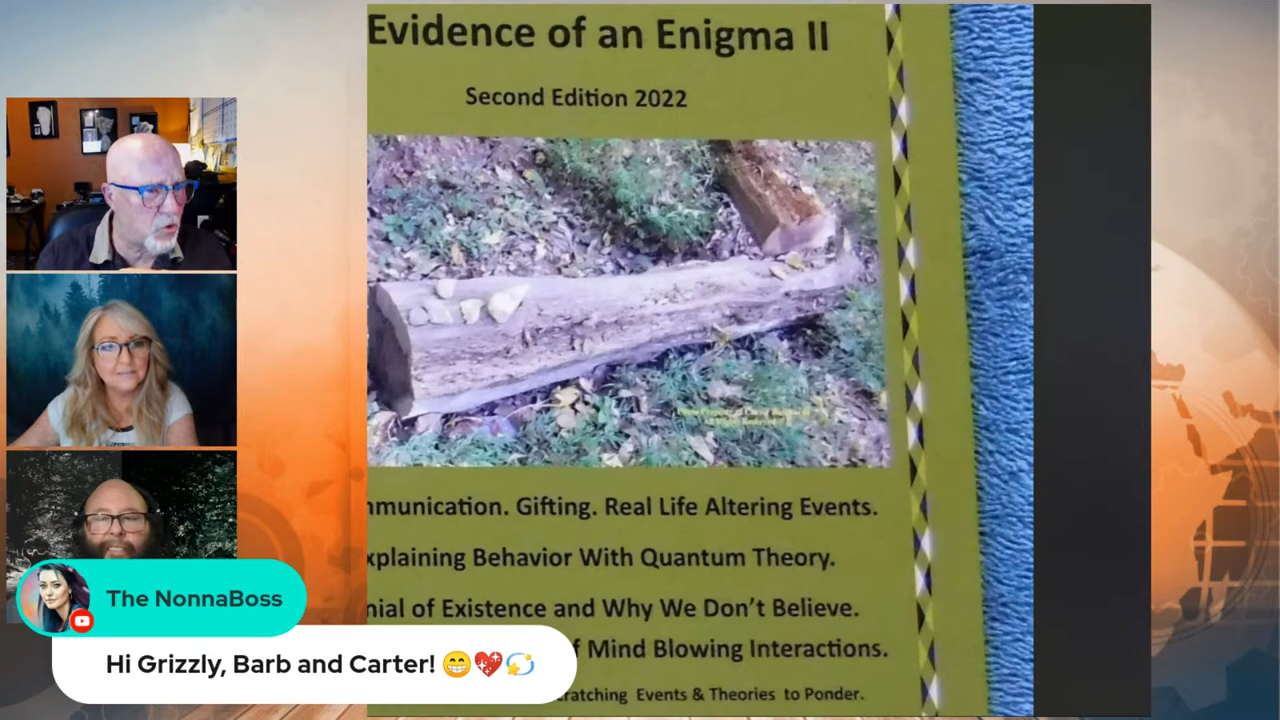 Evidence of an Enigma II
Second Edition 2022
mmunication. Gifting. Real Life Altering Events.
xplaining Behavior With Quantum Theory.
nial of Existence and Why We Don't Believe.
f Mind Blowing Interactions.
ratching Events & Theories to Ponder.
The NonnaBoss
Hi Grizzly, Barb and Carter! 😁💖💫